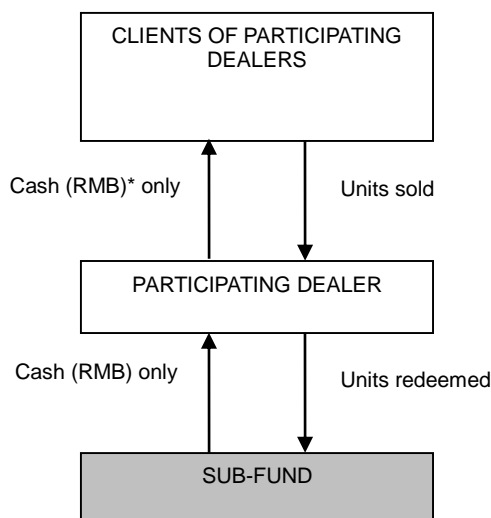 CLIENTS OF PARTICIPATING
DEALERS
Cash (RMB)* only
Units sold
PARTICIPATING DEALER
Cash (RMB) only
Units redeemed
SUB-FUND